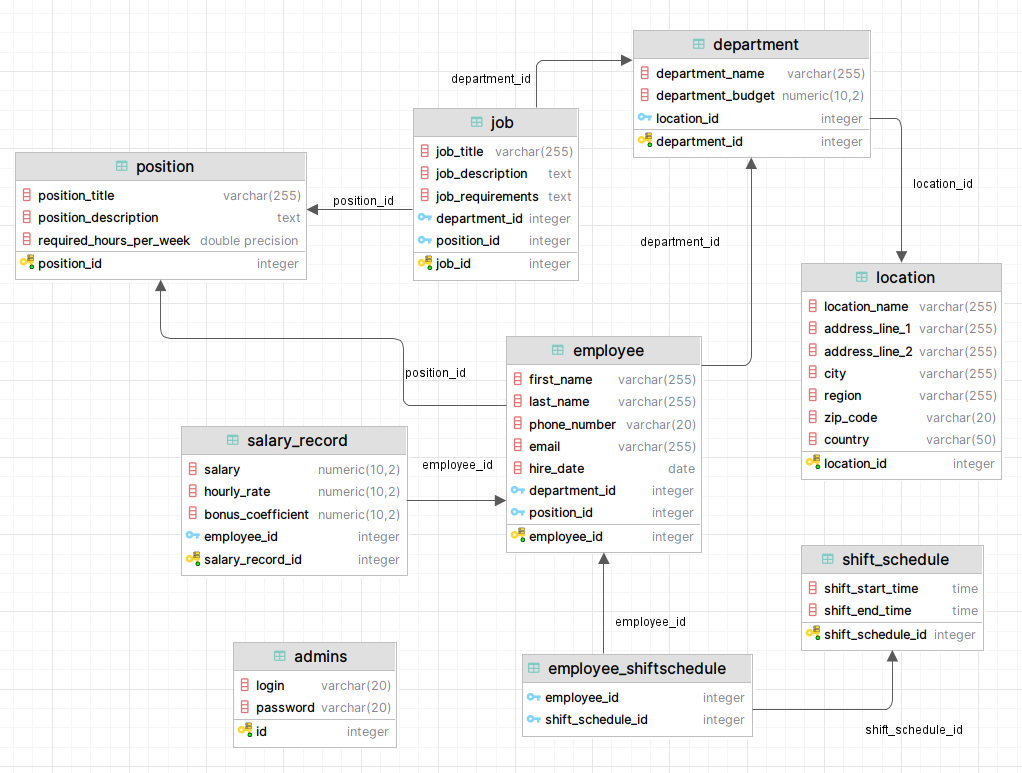 department
department_name varchar(255)
department_budget numeric(10,2)
location_id integer
department_id integer
department_id
job
job_title varchar(255)
job_description text
job_requirements text
department_id integer
position_id integer
job_id integer
position
position_title varchar(255)
position_description text
required_hours_per_week double precision
position_id integer
position_id
location_id
department_id
location
location_name varchar(255)
address_line_1 varchar(255)
address_line_2 varchar(255)
city varchar(255)
region varchar(255)
zip_code varchar(20)
country varchar(50)
location_id integer
employee
first_name varchar(255)
last_name varchar(255)
phone_number varchar(20)
email varchar(255)
hire_date date
department_id integer
position_id integer
employee_id integer
position_id
salary_record
salary numeric(10,2)
hourly_rate numeric(10,2)
bonus_coefficient numeric(10,2)
employee_id integer
salary_record_id integer
employee_id
shift_schedule
shift_start_time time
shift_end_time time
shift_schedule_id integer
employee_id
admins
login varchar(20)
password varchar(20)
id integer
employee_shiftschedule
employee_id integer
shift_schedule_id integer
shift_schedule_id